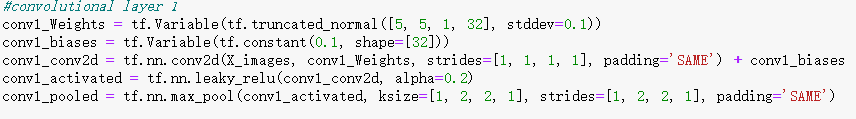 #convolutional layer 1
conv1_Weights = tf.Variable(tf.truncated_normal([5, 5, 1, 32], stddev=0.1))
conv1_biases = tf.Variable(tf.constant(0.1, shape=[32]))
conv1_conv2d = tf.nn.conv2d(X_images, conv1_Weights, strides=[1, 1, 1, 1], padding='SAME') + conv1_biases
conv1_activated = tf.nn.leaky_relu(conv1_conv2d, alpha=0.2)
conv1_pooled = tf.nn.max_pool(conv1_activated, ksize=[1, 2, 2, 1], strides=[1, 2, 2, 1], padding='SAME')